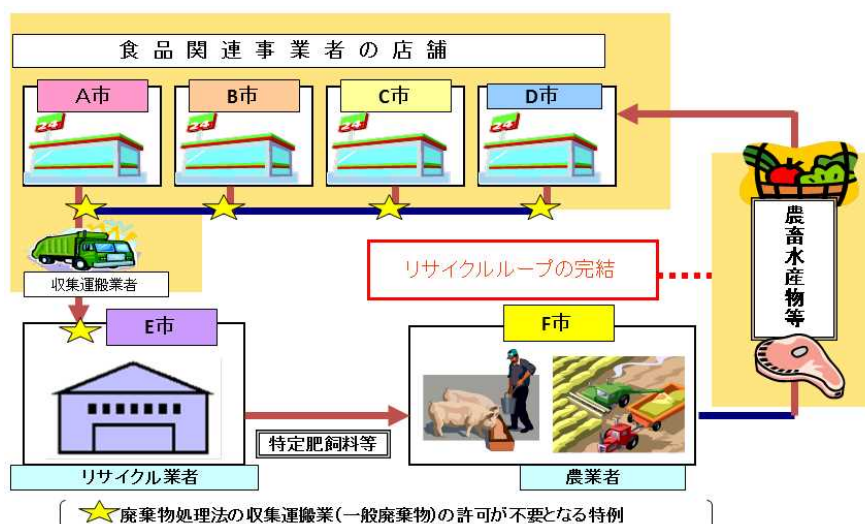 食品関連事業者の店舗
A市
B市
C市
D市
24
24
24
24
収集運搬業者
リサイクルループの完結
農畜水産物等
E市
F市
特定肥飼料等
リサイクル業者
農業者
廃棄物処理法の収集運搬業(一般廃棄物)の許可が不要となる特例